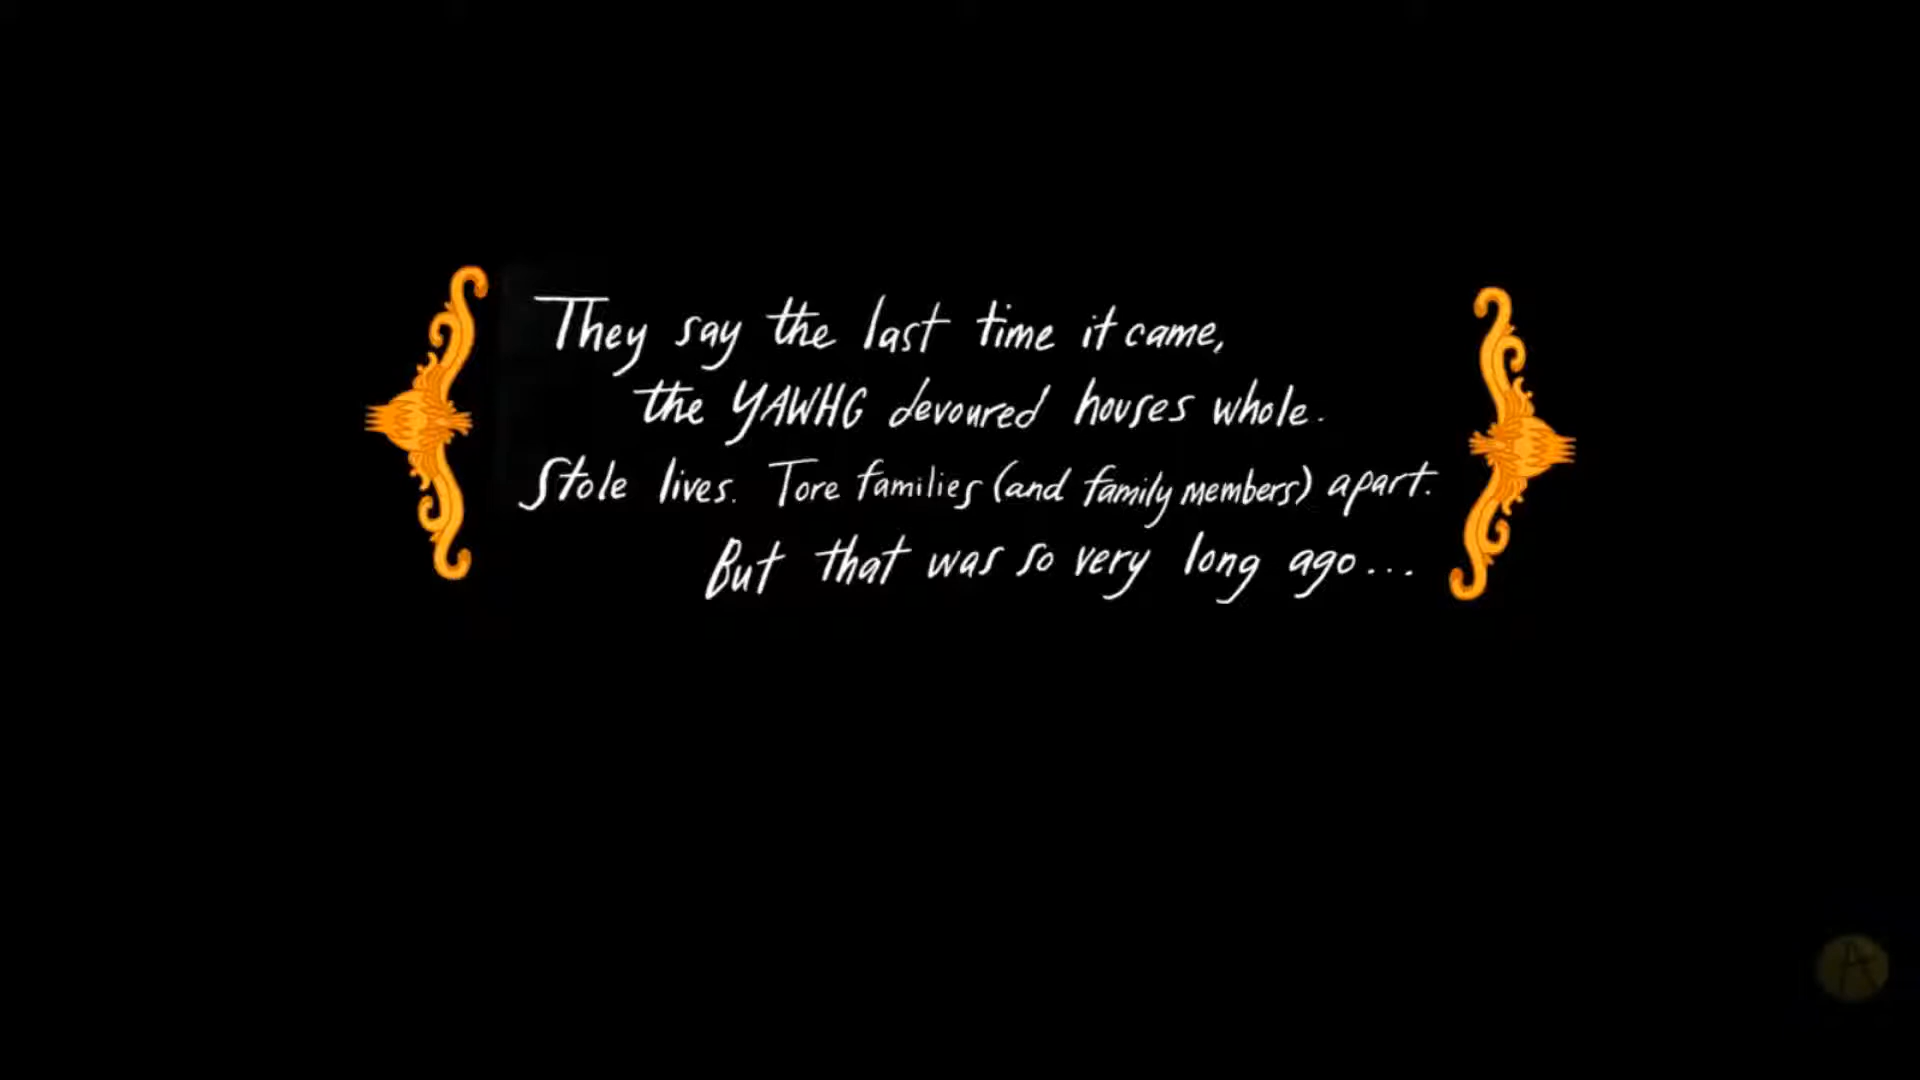 They say the last time it came,
the YAWHG devoured houses whole.
Stole lives. Tore families (and family members) apart.
But that was so very long ago...